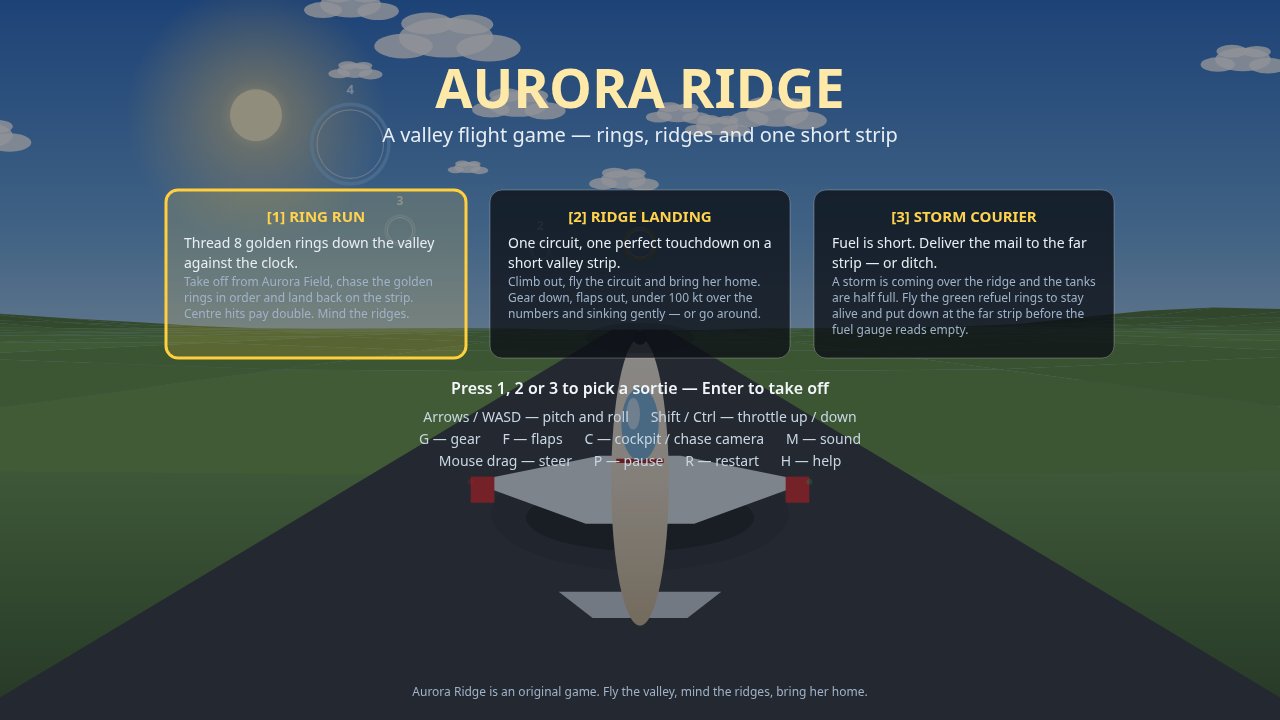 4
AURORA RIDGE
A valley flight game — rings, ridges and one short strip
3
[1] RING RUN
Thread 8 golden rings down the valley
against the clock.
Take off from Aurora Field, chase the golden
rings in order and land back on the strip.
Centre hits pay double. Mind the ridges.
2
[2] RIDGE LANDING
One circuit, one perfect touchdown on a
short valley strip.
Climb out, fly the circuit and bring her home.
Gear down, flaps out, under 100 kt over the
numbers and sinking gently — or go around.
[3] STORM COURIER
Fuel is short. Deliver the mail to the far
strip — or ditch.
A storm is coming over the ridge and the tanks
are half full. Fly the green refuel rings to stay
alive and put down at the far strip before the
fuel gauge reads empty.
Press 1, 2 or 3 to pick a sortie — Enter to take off
Arrows / WASD — pitch and roll Shift / Ctrl — throttle up / down
G — gear F — flaps C — cockpit / chase camera M — sound
Mouse drag — steer P — pause R — restart H — help
Aurora Ridge is an original game. Fly the valley, mind the ridges, bring her home.